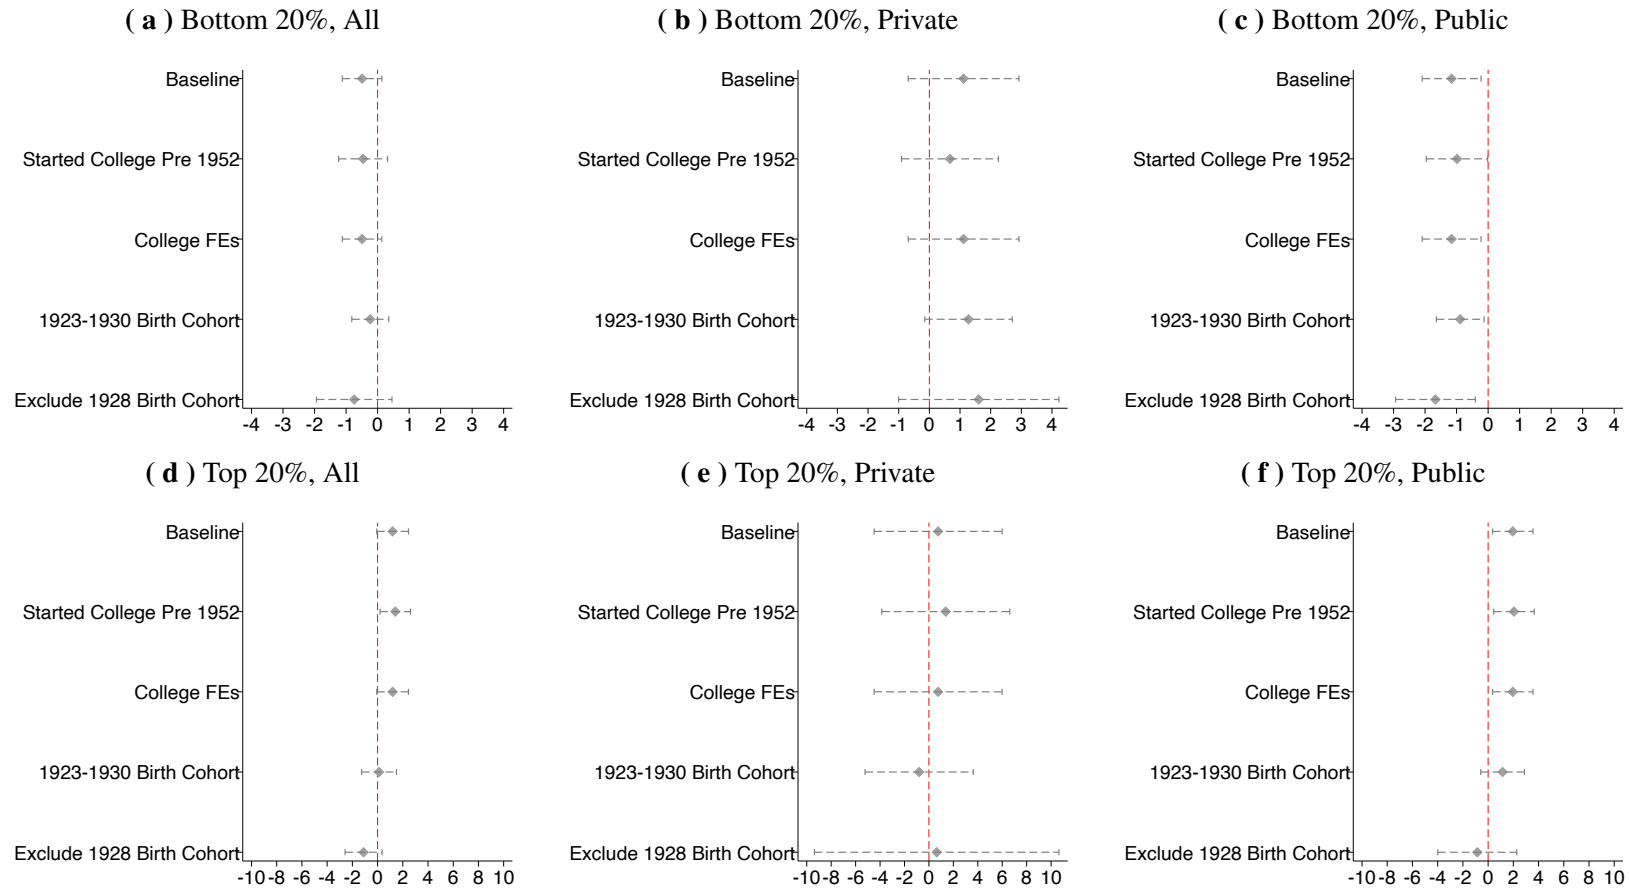 ( a ) Bottom 20%, All
Baseline
Started College Pre 1952
College FEs
1923-1930 Birth Cohort
Exclude 1928 Birth Cohort
-4 -3 -2 -1 0 1 2 3 4
( b ) Bottom 20%, Private
Baseline
Started College Pre 1952
College FEs
1923-1930 Birth Cohort
Exclude 1928 Birth Cohort
-4 -3 -2 -1 0 1 2 3 4
( c ) Bottom 20%, Public
Baseline
Started College Pre 1952
College FEs
1923-1930 Birth Cohort
Exclude 1928 Birth Cohort
-4 -3 -2 -1 0 1 2 3 4
( d ) Top 20%, All
Baseline
Started College Pre 1952
College FEs
1923-1930 Birth Cohort
Exclude 1928 Birth Cohort
-10 -8 -6 -4 -2 0 2 4 6 8 10
( e ) Top 20%, Private
Baseline
Started College Pre 1952
College FEs
1923-1930 Birth Cohort
Exclude 1928 Birth Cohort
-10 -8 -6 -4 -2 0 2 4 6 8 10
( f ) Top 20%, Public
Baseline
Started College Pre 1952
College FEs
1923-1930 Birth Cohort
Exclude 1928 Birth Cohort
-10 -8 -6 -4 -2 0 2 4 6 8 10